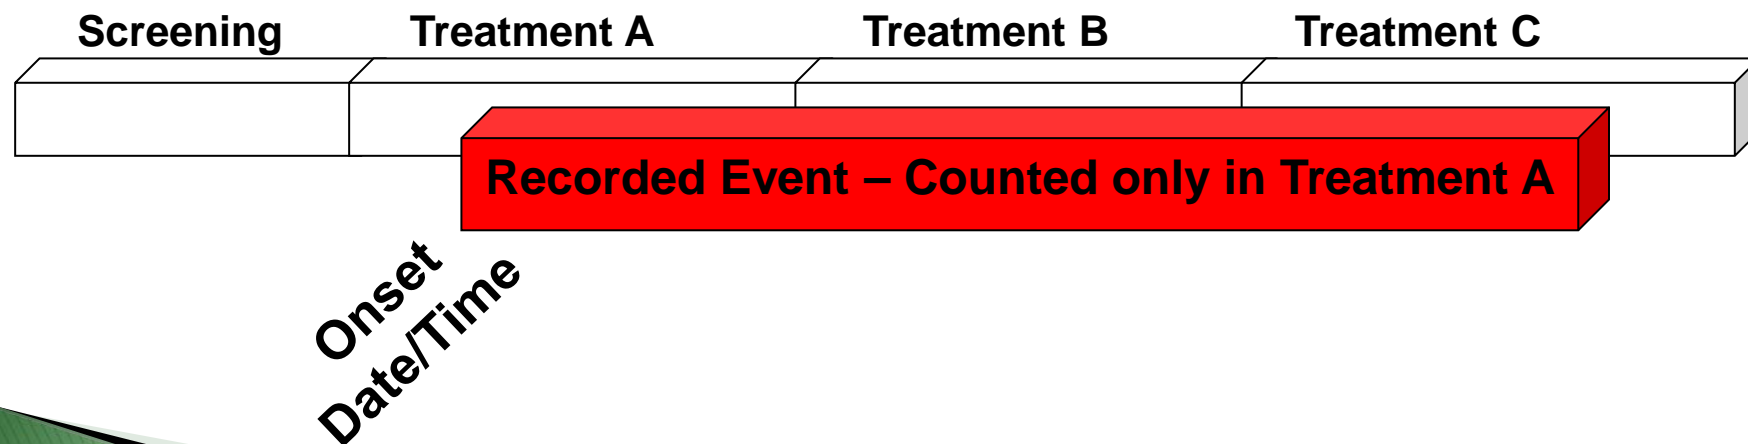 Screening Treatment A Treatment B Treatment C
Recorded Event – Counted only in Treatment A
Onset
Date/Time